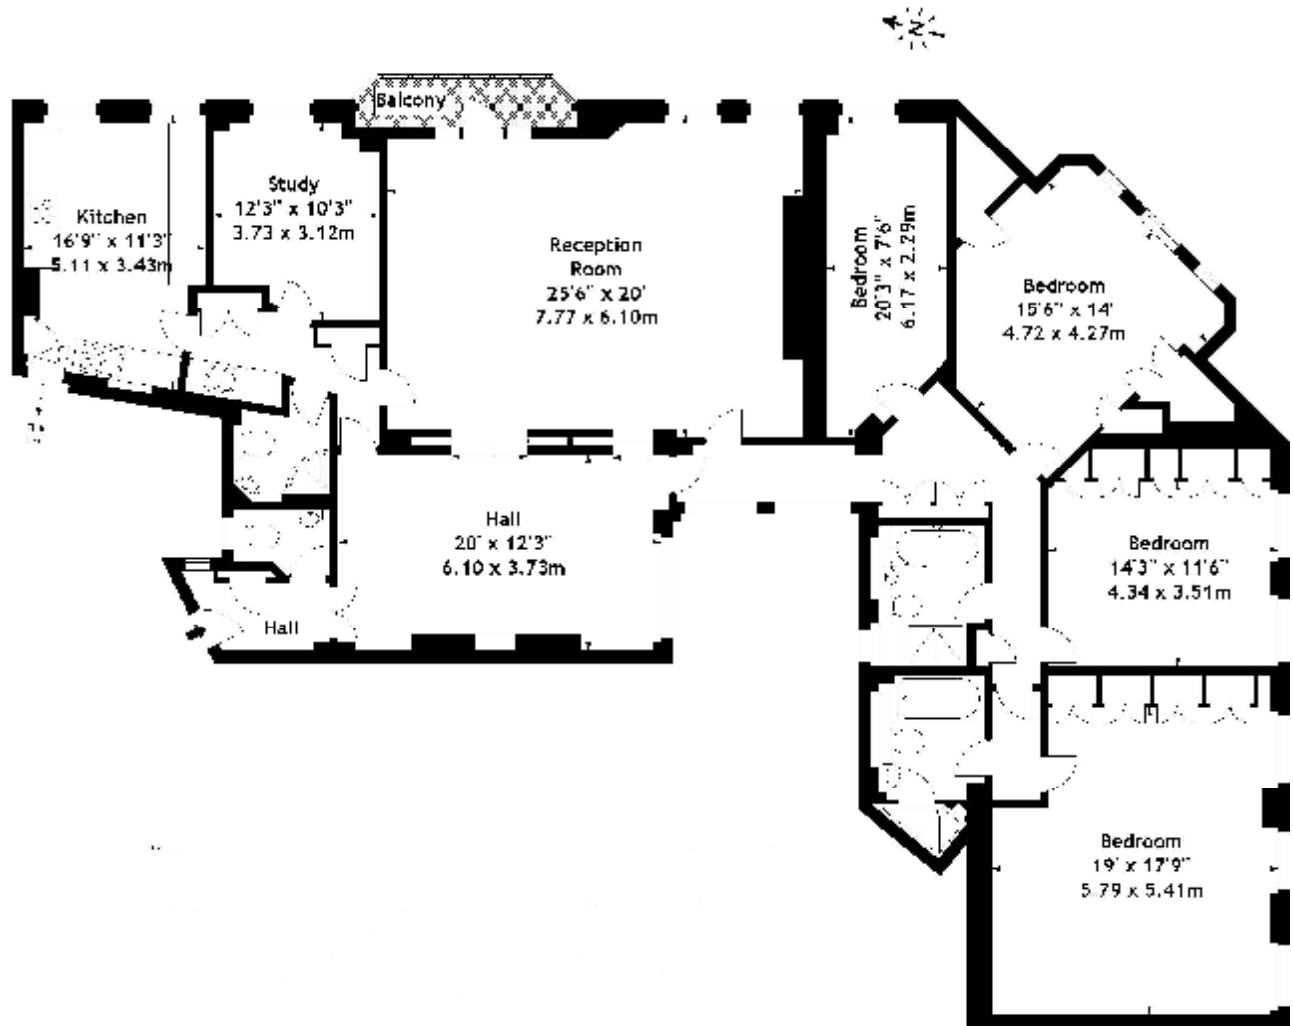 N
Balcony
Kitchen
16'9" x 11'3"
5.11 x 3.43m
Study
12'3" x 10'3"
3.73 x 3.12m
Reception
Room
25'6" x 20'
7.77 x 6.10m
Bedroom
20'3" x 7'6"
6.17 x 2.29m
Bedroom
15'6" x 14'
4.72 x 4.27m
Hall
20' x 12'3"
6.10 x 3.73m
Hall
Bedroom
14'3" x 11'6"
4.34 x 3.51m
Bedroom
19' x 17'9"
5.79 x 5.41m